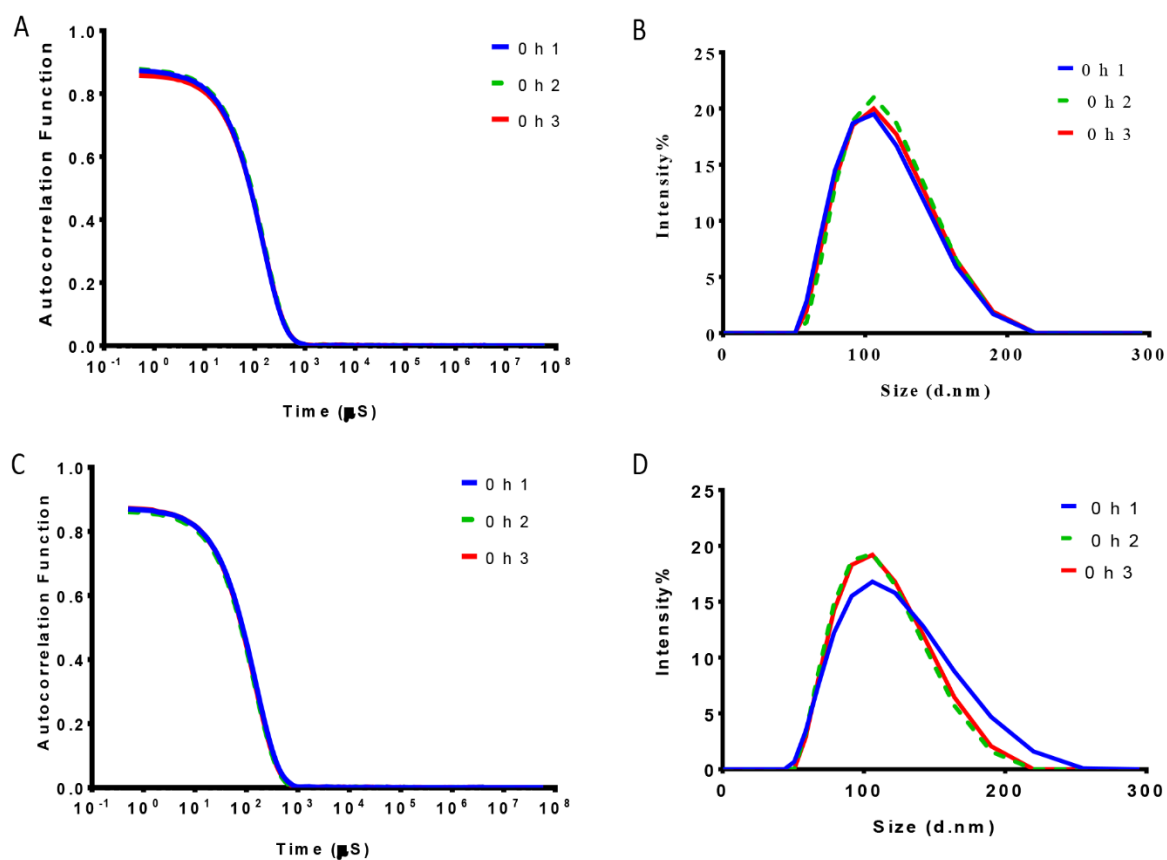 A
Autocorrelation Function
1.0
0.8
0.6
0.4
0.2
0.0
10⁻¹ 10⁰ 10¹ 10² 10³ 10⁴ 10⁵ 10⁶ 10⁷ 10⁸
Time (µS)
0 h 1
0 h 2
0 h 3
B
Intensity%
25
20
15
10
5
0
0 100 200 300
Size (d.nm)
0 h 1
0 h 2
0 h 3
C
Autocorrelation Function
1.0
0.8
0.6
0.4
0.2
0.0
10⁻¹ 10⁰ 10¹ 10² 10³ 10⁴ 10⁵ 10⁶ 10⁷ 10⁸
Time (µS)
0 h 1
0 h 2
0 h 3
D
Intensity%
25
20
15
10
5
0
0 100 200 300
Size (d.nm)
0 h 1
0 h 2
0 h 3